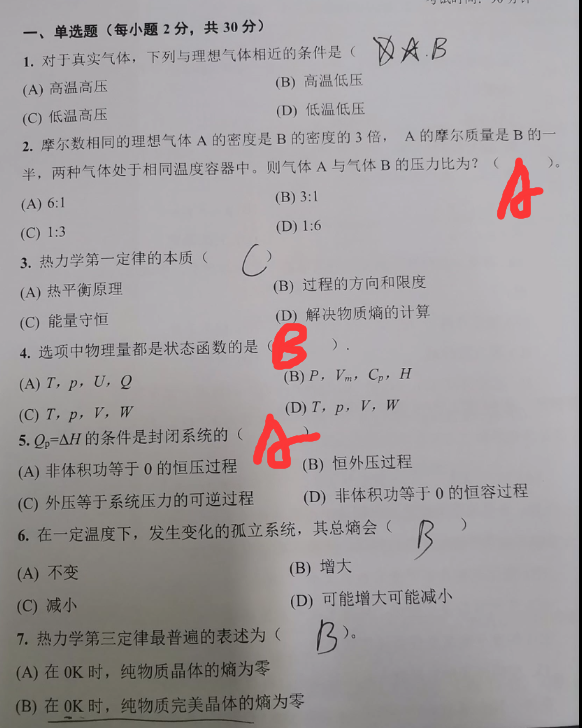 一、单选题（每小题 2 分，共 30 分）
1. 对于真实气体，下列与理想气体相近的条件是（ A.B
(A) 高温高压 (B) 高温低压
(C) 低温高压 (D) 低温低压
2. 摩尔数相同的理想气体 A 的密度是 B 的密度的 3 倍， A 的摩尔质量是 B 的一
半，两种气体处于相同温度容器中。则气体 A 与气体 B 的压力比为？（ A ）。
(A) 6:1 (B) 3:1
(C) 1:3 (D) 1:6
3. 热力学第一定律的本质（ C ）
(A) 热平衡原理 (B) 过程的方向和限度
(C) 能量守恒 (D) 解决物质熵的计算
4. 选项中物理量都是状态函数的是（ B ）.
(A) T，p，U，Q (B) P，Vm，Cp，H
(C) T，p，V，W (D) T，p，V，W
5. Qp=ΔH 的条件是封闭系统的（ A ）
(A) 非体积功等于 0 的恒压过程 (B) 恒外压过程
(C) 外压等于系统压力的可逆过程 (D) 非体积功等于 0 的恒容过程
6. 在一定温度下，发生变化的孤立系统，其总熵会（ B ）
(A) 不变 (B) 增大
(C) 减小 (D) 可能增大可能减小
7. 热力学第三定律最普遍的表述为（ B ）。
(A) 在 0K 时，纯物质晶体的熵为零
(B) 在 0K 时，纯物质完美晶体的熵为零